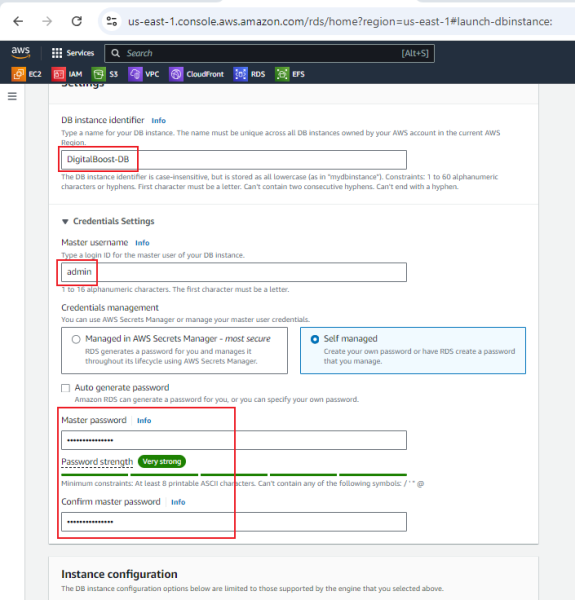 us-east-1.console.aws.amazon.com/rds/home?region=us-east-1#launch-dbinstance:
aws Services Search [Alt+S]
EC2 IAM S3 VPC CloudFront RDS EFS
Settings
DB instance identifier Info
Type a name for your DB instance. The name must be unique across all DB instances owned by your AWS account in the current AWS
Region.
DigitalBoost-DB
The DB instance identifier is case-insensitive, but is stored as all lowercase (as in "mydbinstance"). Constraints: 1 to 60 alphanumeric
characters or hyphens. First character must be a letter. Can't contain two consecutive hyphens. Can't end with a hyphen.
Credentials Settings
Master username Info
Type a login ID for the master user of your DB instance.
admin
1 to 16 alphanumeric characters. The first character must be a letter.
Credentials management
You can use AWS Secrets Manager or manage your master user credentials.
Managed in AWS Secrets Manager - most secure
RDS generates a password for you and manages it
throughout its lifecycle using AWS Secrets Manager.
Self managed
Create your own password or have RDS create a password
that you manage.
Auto generate password
Amazon RDS can generate a password for you, or you can specify your own password.
Master password Info
•••••••••••••••
Password strength Very strong
Minimum constraints: At least 8 printable ASCII characters. Can't contain any of the following symbols: / ' " @
Confirm master password Info
•••••••••••••••
Instance configuration
The DB instance configuration options below are limited to those supported by the engine that you selected above.